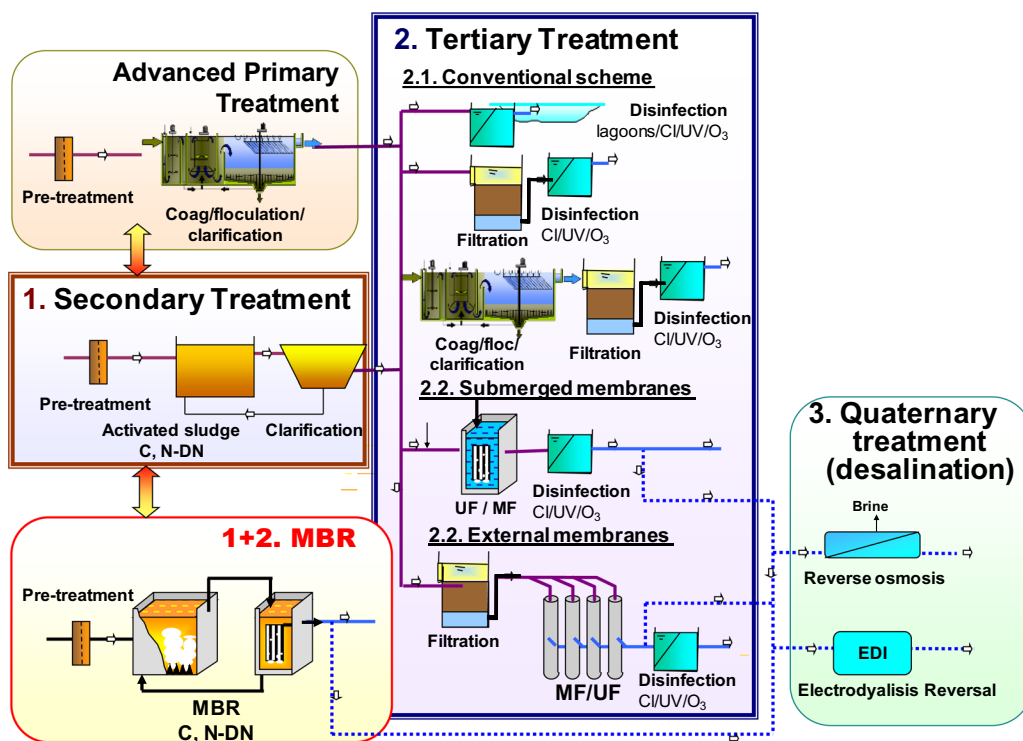 Advanced Primary
Treatment
Pre-treatment
Coag/floculation/
clarification
1. Secondary Treatment
Pre-treatment
Activated sludge
C, N-DN
Clarification
1+2. MBR
Pre-treatment
MBR
C, N-DN
2. Tertiary Treatment
2.1. Conventional scheme
Disinfection
lagoons/Cl/UV/O3
Filtration
Disinfection
Cl/UV/O3
Coag/floc/
clarification
Filtration
Disinfection
Cl/UV/O3
2.2. Submerged membranes
UF / MF
Disinfection
Cl/UV/O3
2.2. External membranes
Filtration
MF/UF
Disinfection
Cl/UV/O3
3. Quaternary
treatment
(desalination)
Brine
Reverse osmosis
EDI
Electrodyalisis Reversal